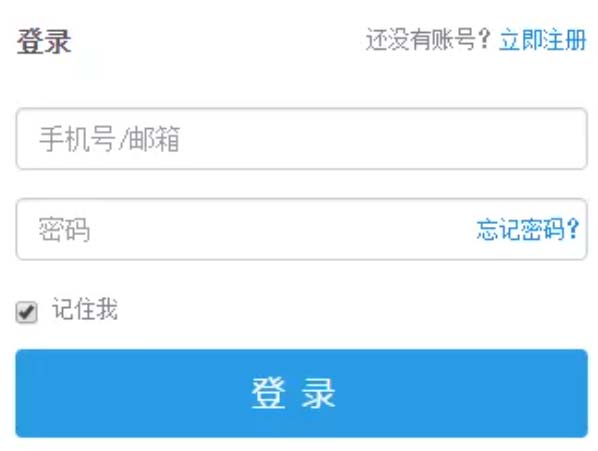 登录 还没有账号？立即注册
手机号/邮箱
密码 忘记密码？
记住我
登 录